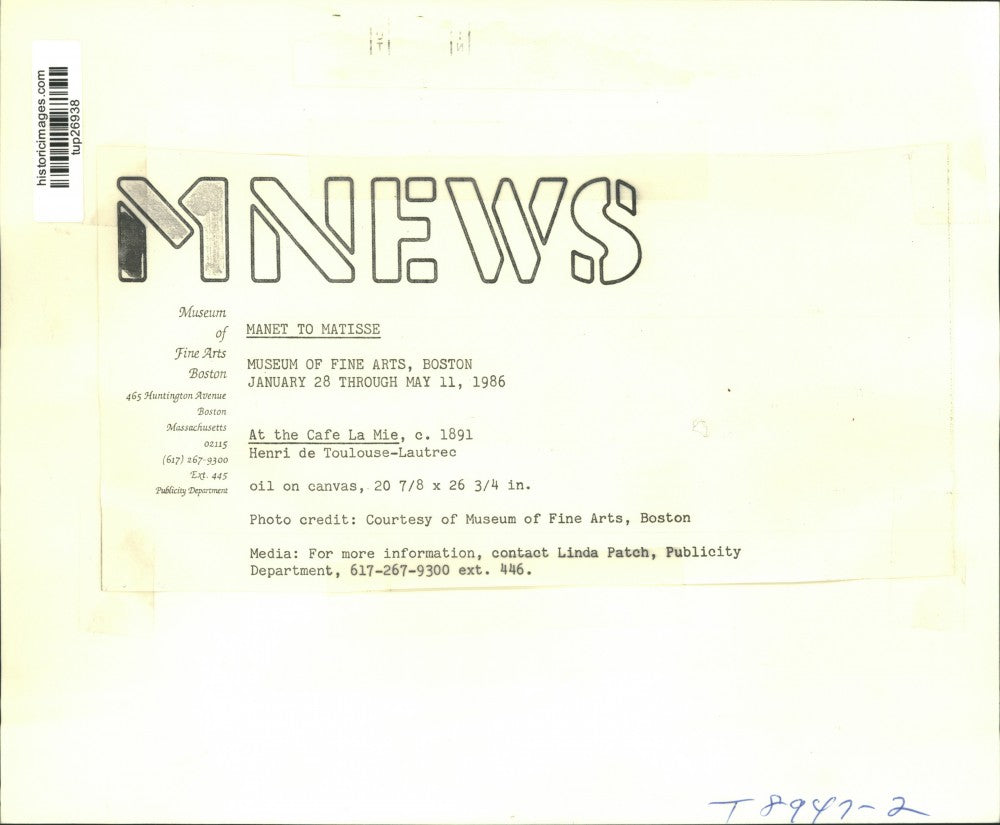 historicimages.com
tup26938
MNEWS
Museum
of
Fine Arts
Boston
465 Huntington Avenue
Boston
Massachusetts
02115
(617) 267-9300
Ext. 445
Publicity Department
MANET TO MATISSE
MUSEUM OF FINE ARTS, BOSTON
JANUARY 28 THROUGH MAY 11, 1986
At the Cafe La Mie, c. 1891
Henri de Toulouse-Lautrec
oil on canvas, 20 7/8 x 26 3/4 in.
Photo credit: Courtesy of Museum of Fine Arts, Boston
Media: For more information, contact Linda Patch, Publicity
Department, 617-267-9300 ext. 446.
T8947-2